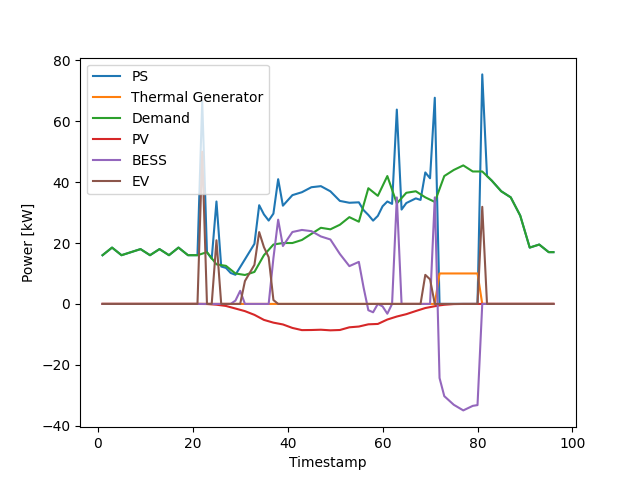 80
60
40
20
0
−20
−40
Power [kW]
PS
Thermal Generator
Demand
PV
BESS
EV
0
20
40
60
80
100
Timestamp